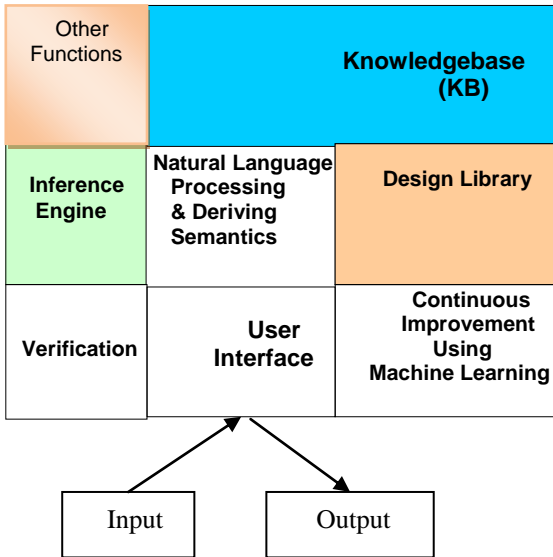 Other
Functions
Knowledgebase
(KB)
Inference
Engine
Natural Language
Processing
& Deriving
Semantics
Design Library
Verification
User
Interface
Continuous
Improvement
Using
Machine Learning
Input
Output